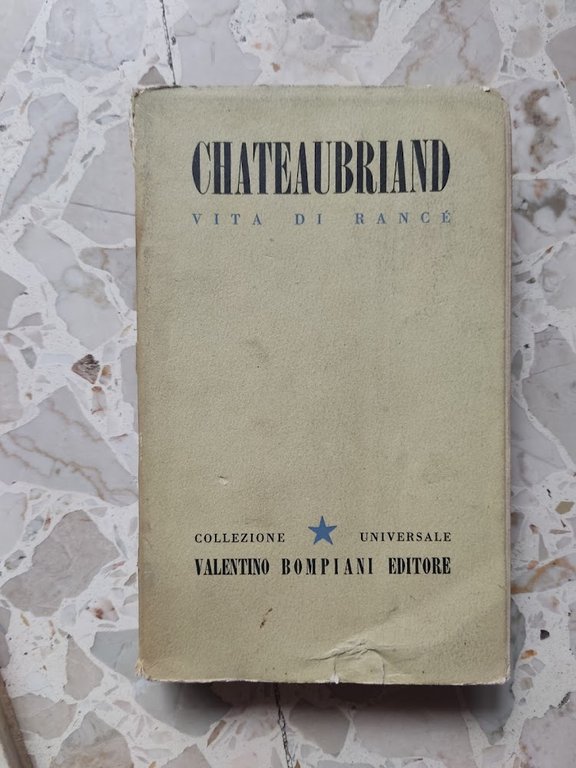 CHATEAUBRIAND
VITA DI RANCÉ
COLLEZIONE UNIVERSALE
VALENTINO BOMPIANI EDITORE